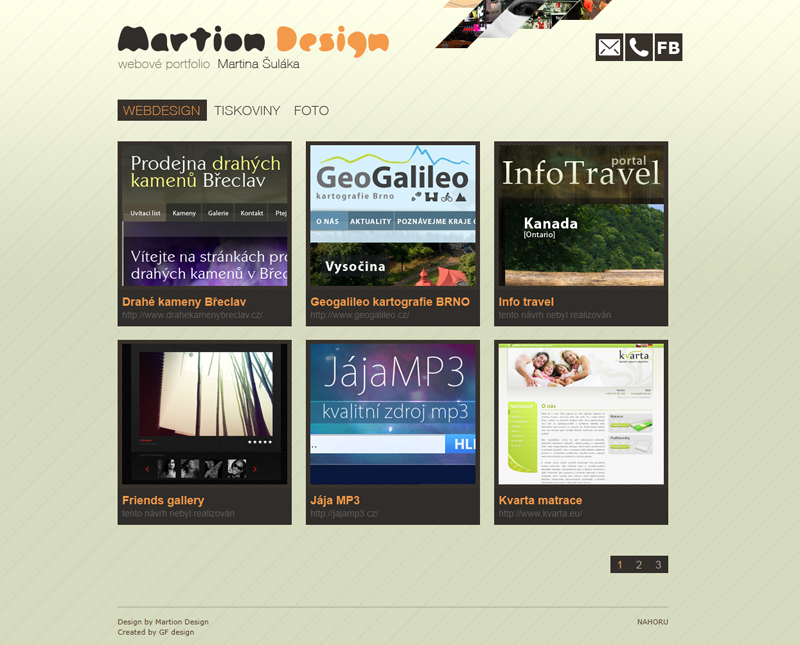 Martion Design
webové portfolio Martina Šuláka
FB
WEBDESIGN TISKOVINY FOTO
Prodejna drahých
kamenů Břeclav
Uvítací list Kameny Galerie Kontakt Ptej
Vítejte na stránkách pro
drahých kamenů v Břec
Drahé kameny Břeclav
http://www.drahekamenybreclav.cz/
GeoGalileo
kartografie Brno
O NÁS AKTUALITY POZNÁVEJME KRAJE
Vysočina
Geogalileo kartografie BRNO
http://www.geogalileo.cz/
portal
InfoTravel
Kanada
[Ontario]
Info travel
tento návrh nebyl realizován
Friends gallery
tento návrh nebyl realizován
JájaMP3
kvalitní zdroj mp3
HLE
Jája MP3
http://jajamp3.cz/
kvarta
O nás
Kvarta matrace
http://www.kvarta.eu/
1 2 3
Design by Martion Design
Created by GF design
NAHORU